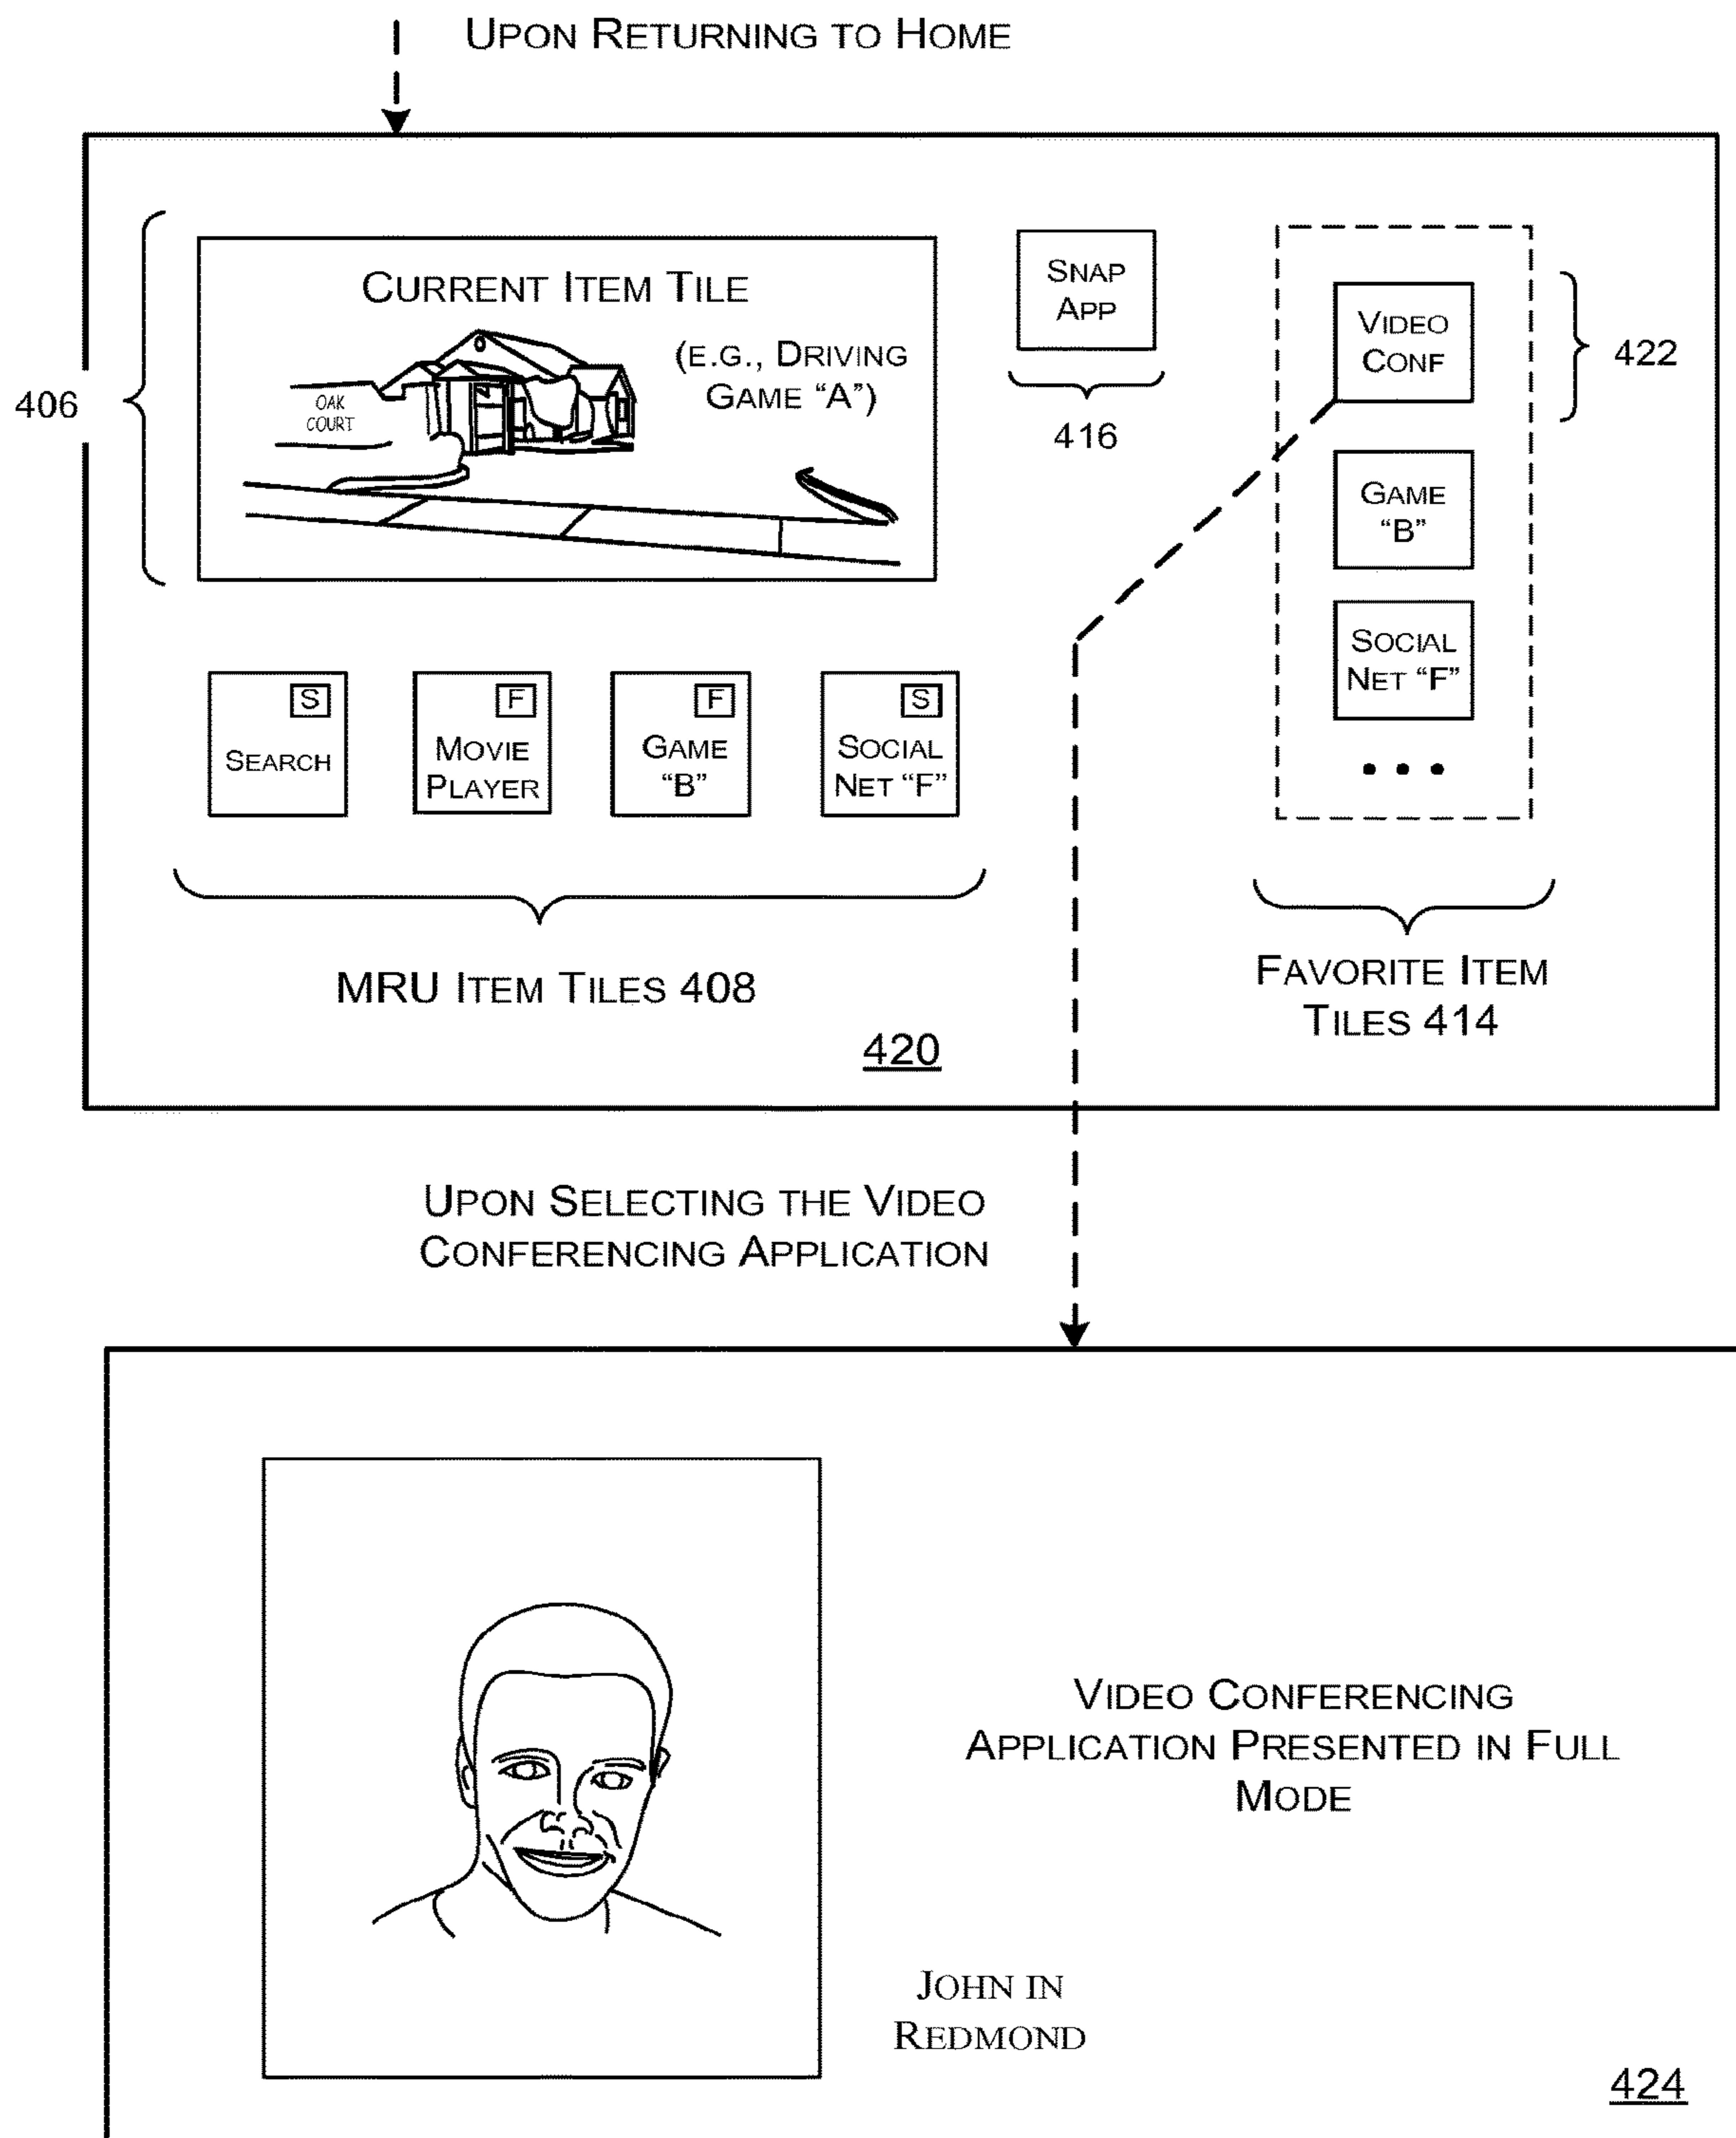 UPON RETURNING TO HOME
406
CURRENT ITEM TILE
(E.G., DRIVING
GAME “A”)
OAK
COURT
SNAP
APP
416
VIDEO
CONF
422
GAME
“B”
SOCIAL
NET “F”
• • •
S
SEARCH
F
MOVIE
PLAYER
F
GAME
“B”
S
SOCIAL
NET “F”
MRU ITEM TILES 408
FAVORITE ITEM
TILES 414
420
UPON SELECTING THE VIDEO
CONFERENCING APPLICATION
VIDEO CONFERENCING
APPLICATION PRESENTED IN FULL
MODE
JOHN IN
REDMOND
424